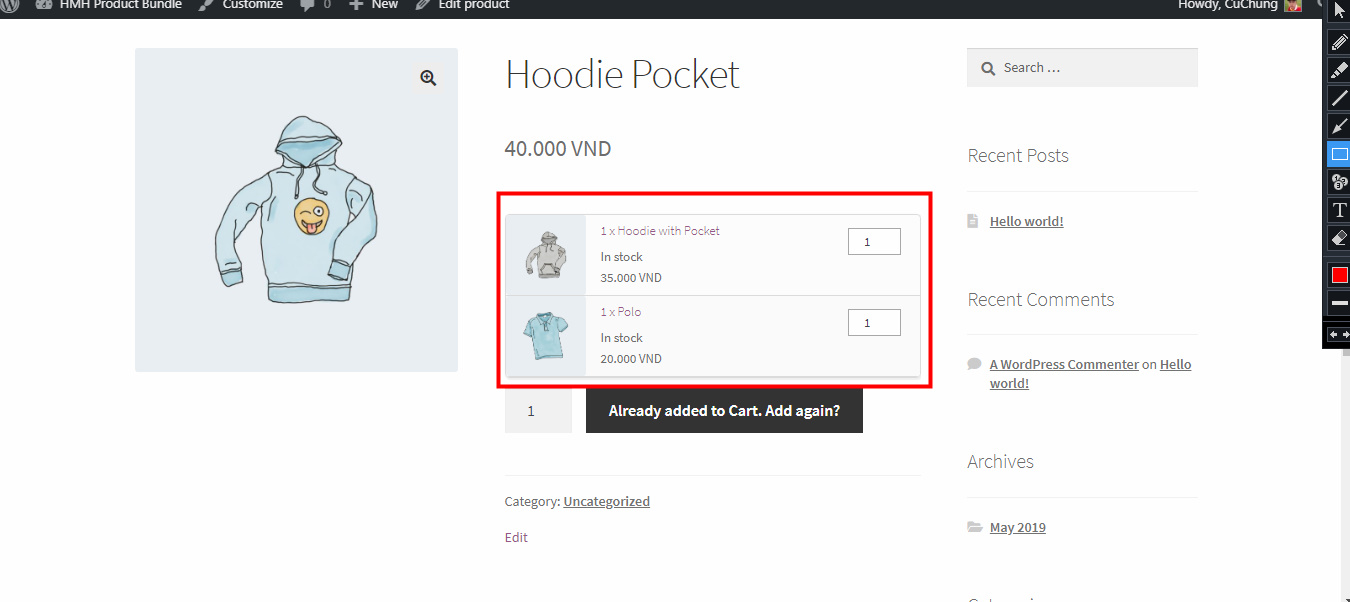 HMH Product Bundle Customize 0 New Edit product Howdy, CuChung
Hoodie Pocket
40.000 VND
1 x Hoodie with Pocket
In stock
35.000 VND
1
1 x Polo
In stock
20.000 VND
1
1
Already added to Cart. Add again?
Category: Uncategorized
Edit
Search …
Recent Posts
Hello world!
Recent Comments
A WordPress Commenter on Hello
world!
Archives
May 2019
T